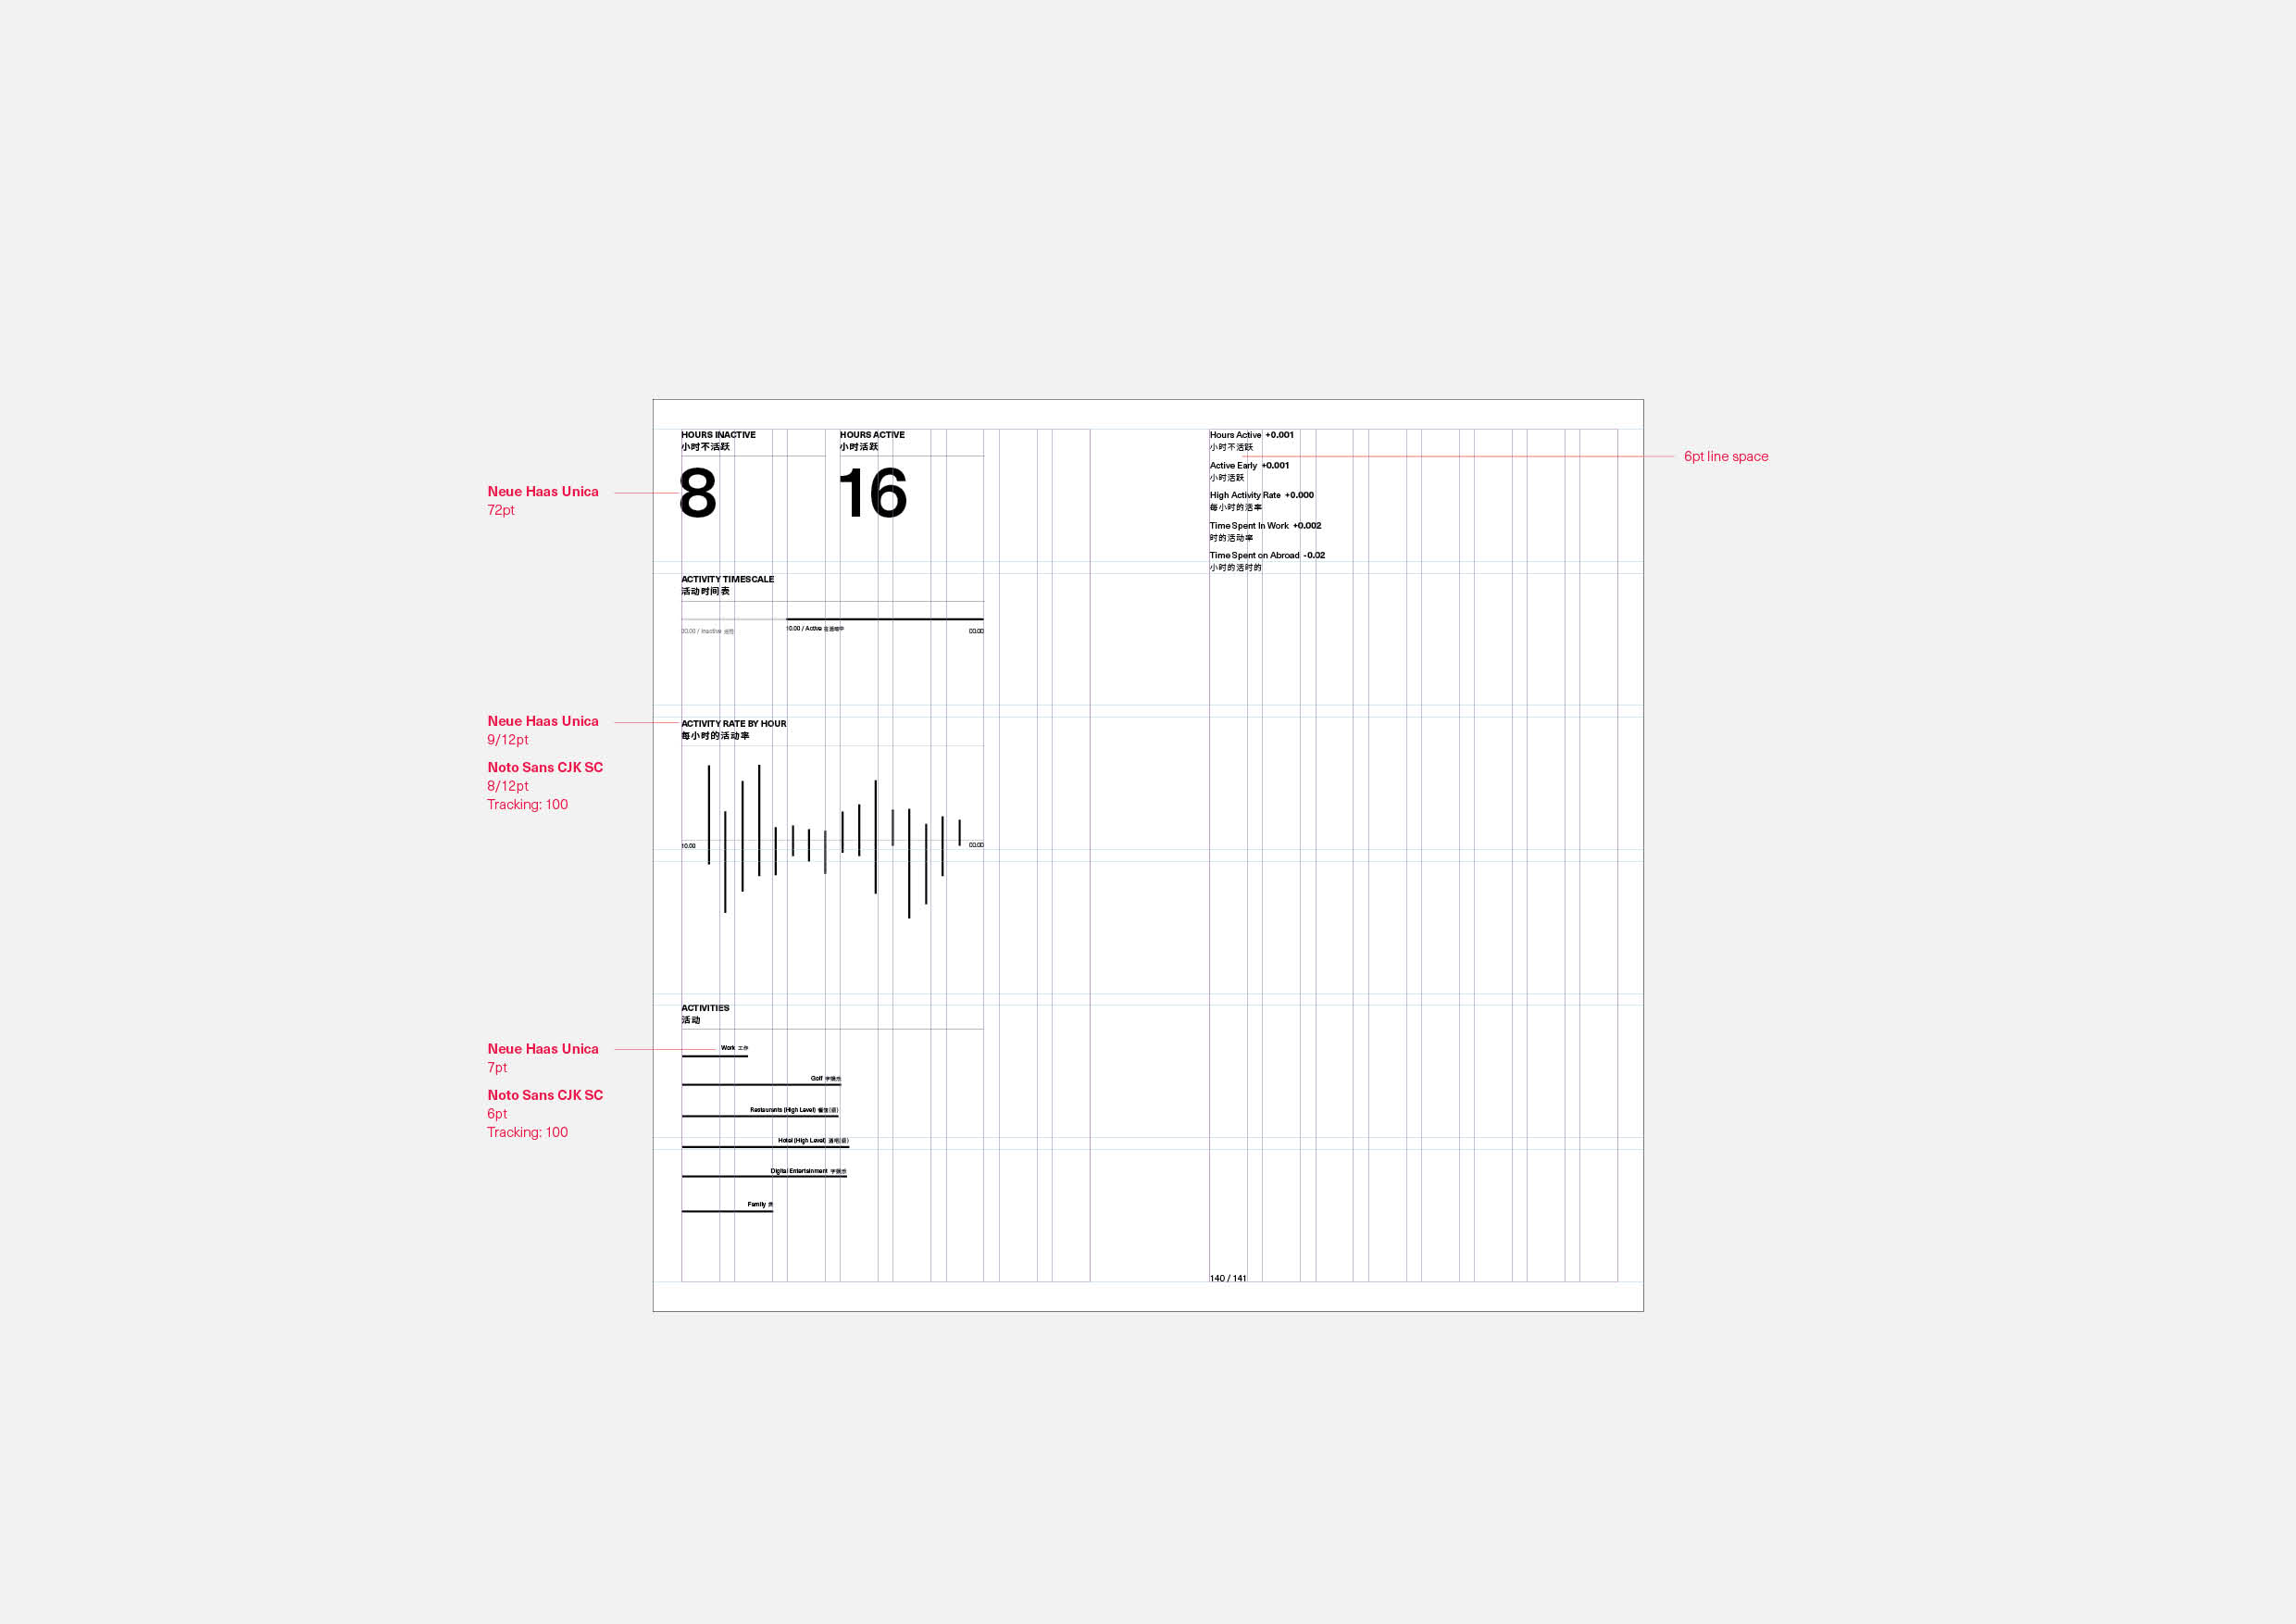 HOURS INACTIVE
小时不活跃
8
HOURS ACTIVE
小时活跃
16
Hours Active +0.001
小时不活跃
Active Early +0.001
小时活跃
High Activity Rate +0.000
每小时的活率
Time Spent In Work +0.002
时的活动率
Time Spent on Abroad -0.02
小时的活时的
6pt line space
Neue Haas Unica
72pt
ACTIVITY TIMESCALE
活动时间表
00.00 / Inactive
10.00 / Active
00.00
Neue Haas Unica
9/12pt
Noto Sans CJK SC
8/12pt
Tracking: 100
ACTIVITY RATE BY HOUR
每小时的活动率
10.00
00.00
ACTIVITIES
活动
Neue Haas Unica
7pt
Noto Sans CJK SC
6pt
Tracking: 100
Work 工作
Golf
Restaurants (High Level)
Hotel (High Level)
Digital Entertainment
Family
140 / 141